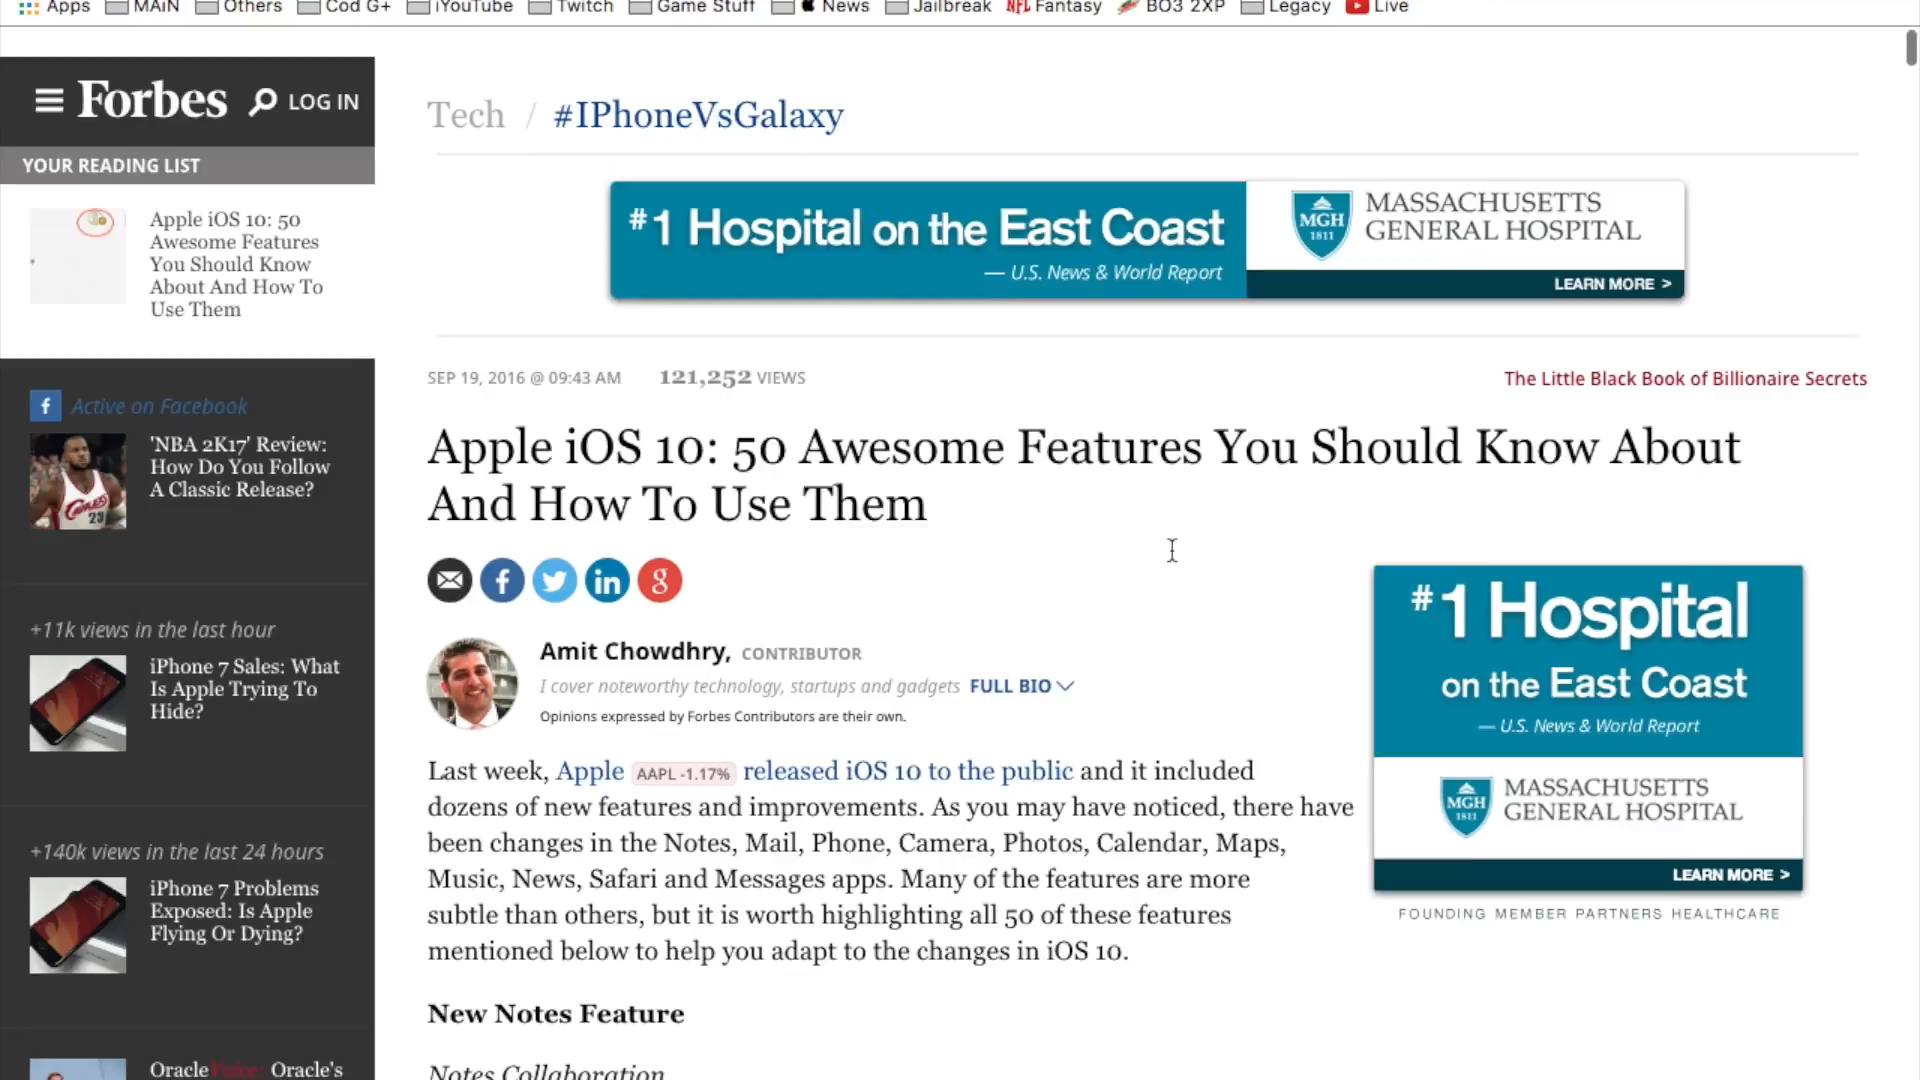 Apps MAiN Others Cod G+ iYouTube Twitch Game Stuff News Jailbreak NFL Fantasy BO3 2XP Legacy Live
Forbes LOG IN
YOUR READING LIST
Apple iOS 10: 50
Awesome Features
You Should Know
About And How To
Use Them
f Active on Facebook
'NBA 2K17' Review:
How Do You Follow
A Classic Release?
+11k views in the last hour
iPhone 7 Sales: What
Is Apple Trying To
Hide?
+140k views in the last 24 hours
iPhone 7 Problems
Exposed: Is Apple
Flying Or Dying?
OracleVoice: Oracle's
Tech / #IPhoneVsGalaxy
#1 Hospital on the East Coast
— U.S. News & World Report
MGH
1811
MASSACHUSETTS
GENERAL HOSPITAL
LEARN MORE >
SEP 19, 2016 @ 09:43 AM 121,252 VIEWS
The Little Black Book of Billionaire Secrets
Apple iOS 10: 50 Awesome Features You Should Know About
And How To Use Them
f in g
Amit Chowdhry, CONTRIBUTOR
I cover noteworthy technology, startups and gadgets FULL BIO
Opinions expressed by Forbes Contributors are their own.
Last week, Apple AAPL -1.17% released iOS 10 to the public and it included
dozens of new features and improvements. As you may have noticed, there have
been changes in the Notes, Mail, Phone, Camera, Photos, Calendar, Maps,
Music, News, Safari and Messages apps. Many of the features are more
subtle than others, but it is worth highlighting all 50 of these features
mentioned below to help you adapt to the changes in iOS 10.
New Notes Feature
Notes Collaboration
#1 Hospital
on the East Coast
— U.S. News & World Report
MGH
1811
MASSACHUSETTS
GENERAL HOSPITAL
LEARN MORE >
FOUNDING MEMBER PARTNERS HEALTHCARE